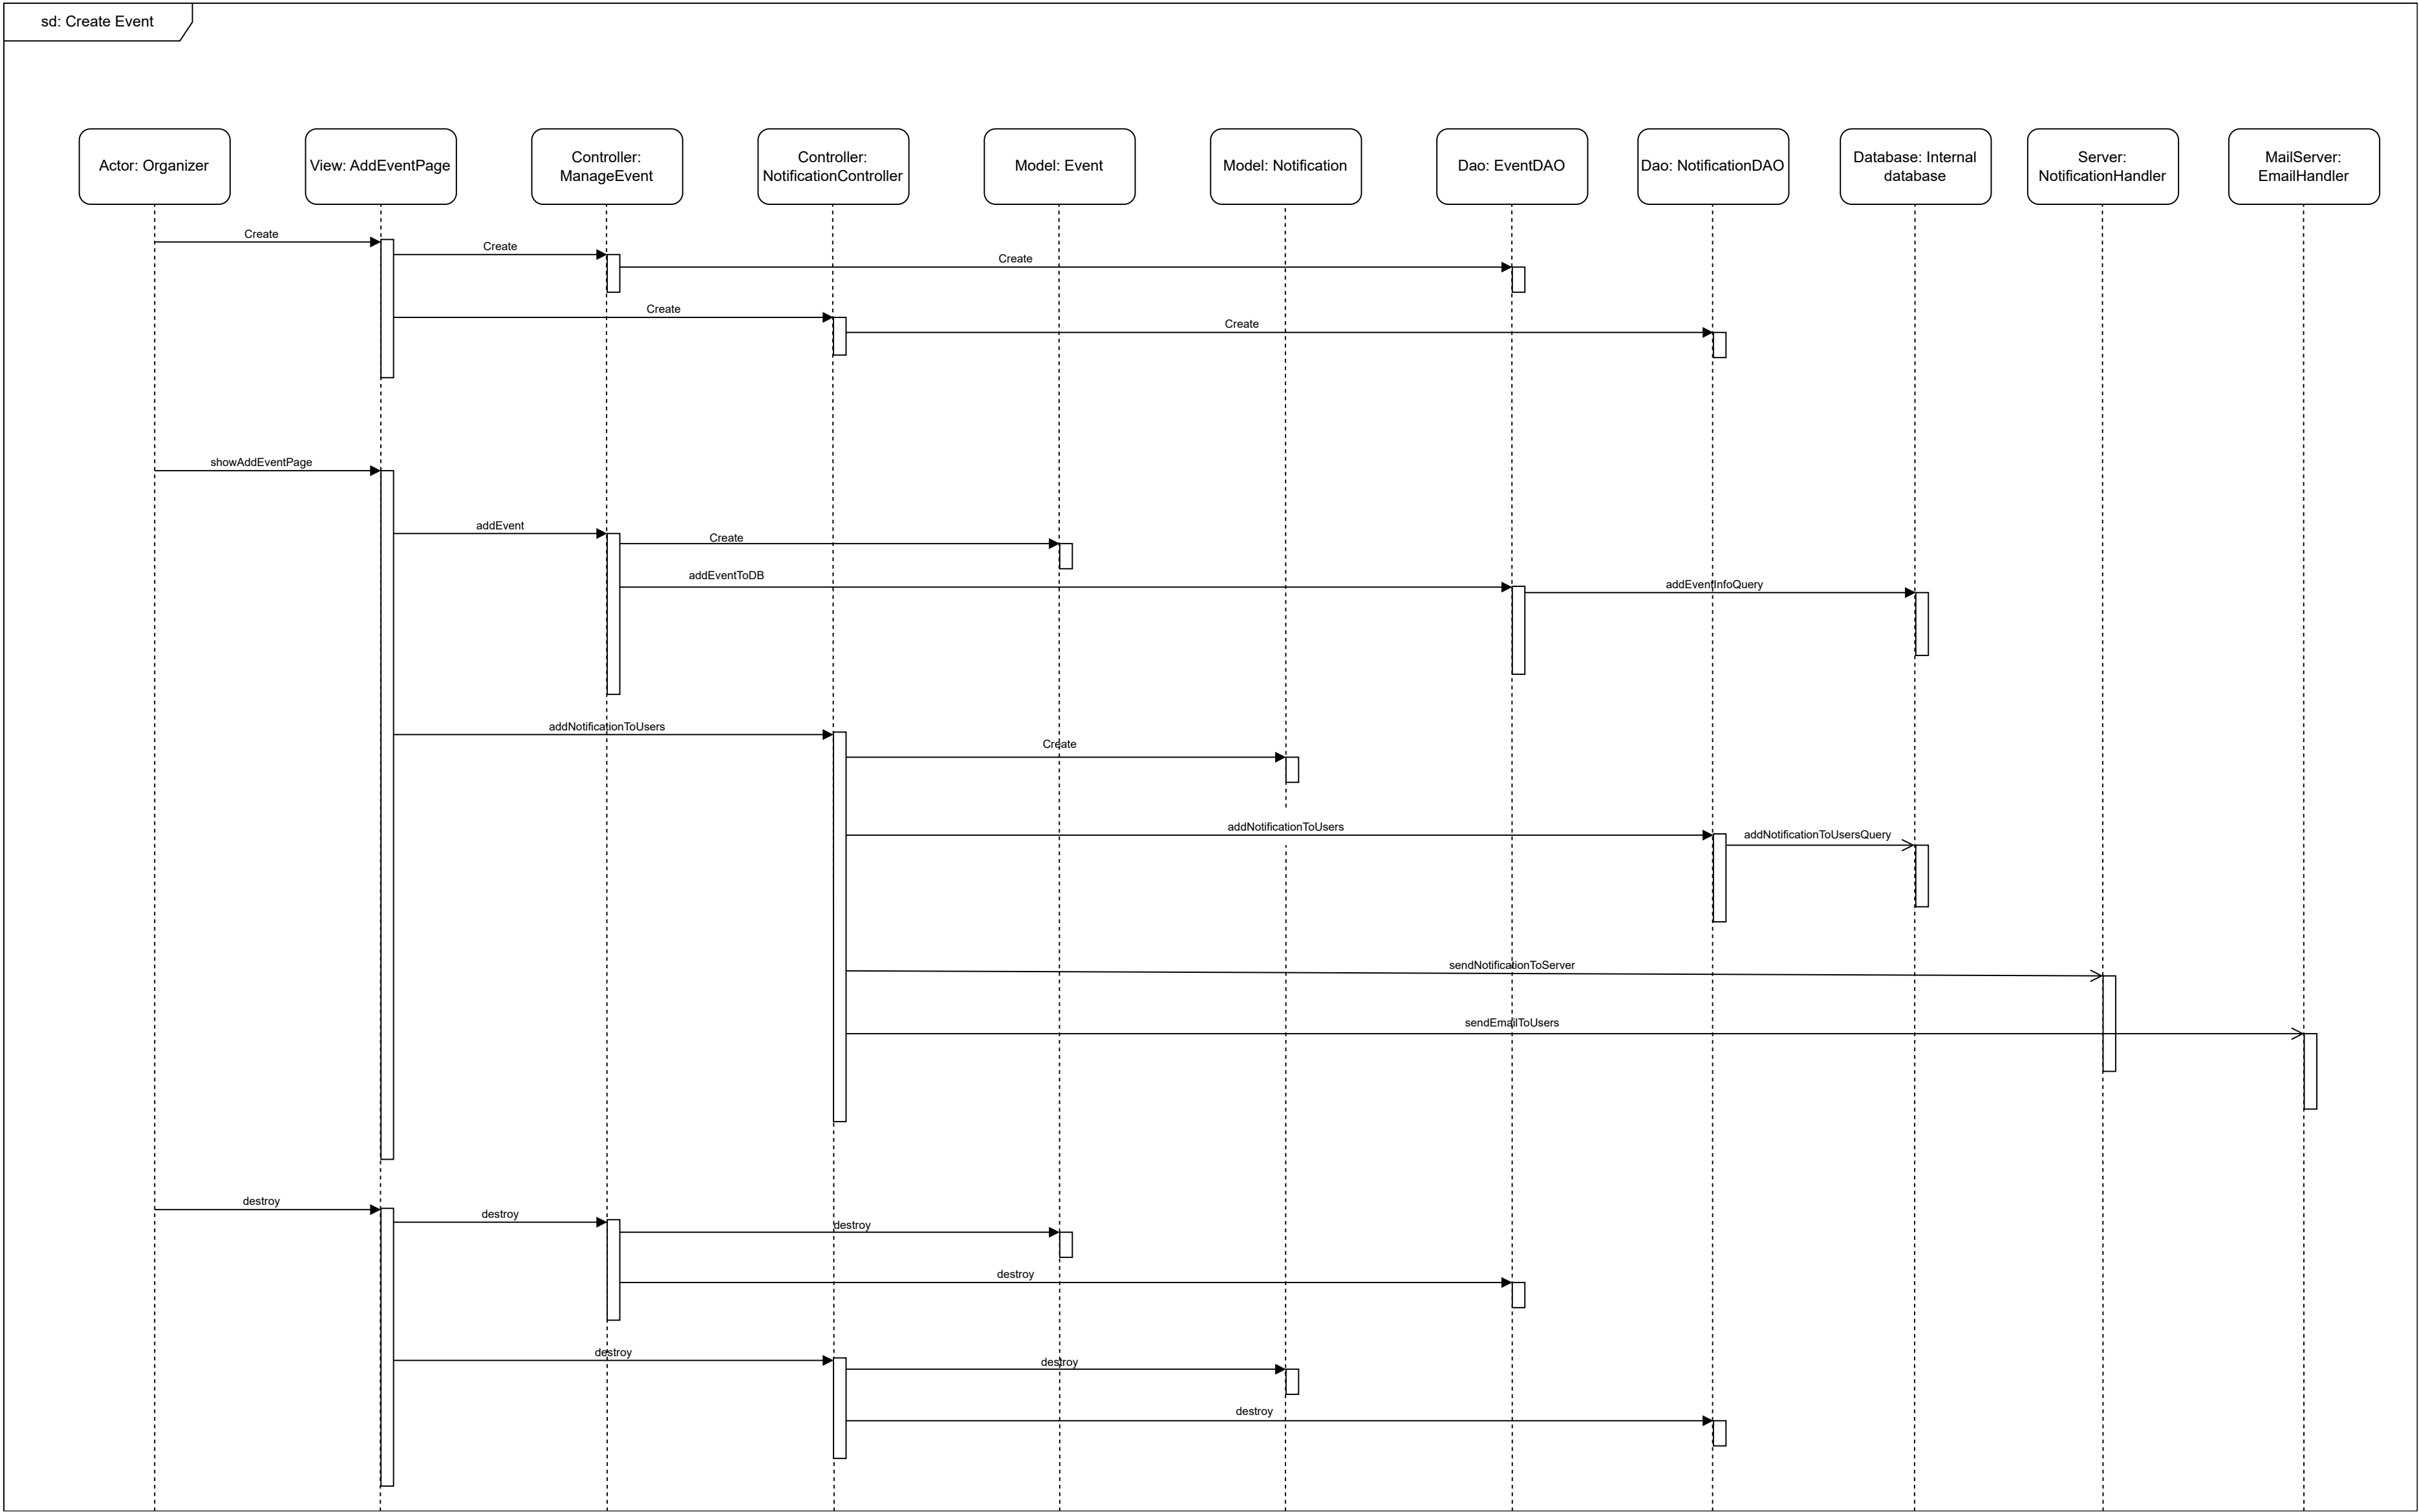 sd: Create Event
Actor: Organizer
View: AddEventPage
Controller:
ManageEvent
Controller:
NotificationController
Model: Event
Model: Notification
Dao: EventDAO
Dao: NotificationDAO
Database: Internal
database
Server:
NotificationHandler
MailServer:
EmailHandler
Create
Create
Create
Create
Create
showAddEventPage
addEvent
Create
addEventToDB
addEventInfoQuery
addNotificationToUsers
Create
addNotificationToUsers
addNotificationToUsersQuery
sendNotificationToServer
sendEmailToUsers
destroy
destroy
destroy
destroy
destroy
destroy
destroy